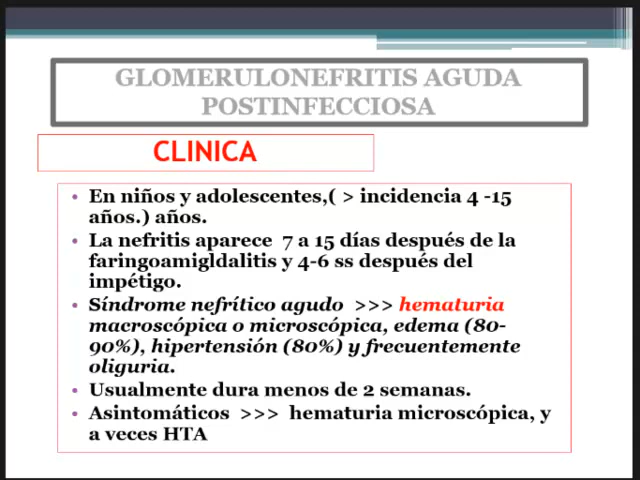 GLOMERULONEFRITIS AGUDA
POSTINFECCIOSA
CLINICA
• En niños y adolescentes,( > incidencia 4 -15
años.) años.
• La nefritis aparece 7 a 15 días después de la
faringoamigldalitis y 4-6 ss después del
impétigo.
• Síndrome nefrítico agudo >>> hematuria
macroscópica o microscópica, edema (80-
90%), hipertensión (80%) y frecuentemente
oliguria.
• Usualmente dura menos de 2 semanas.
• Asintomáticos >>> hematuria microscópica, y
a veces HTA